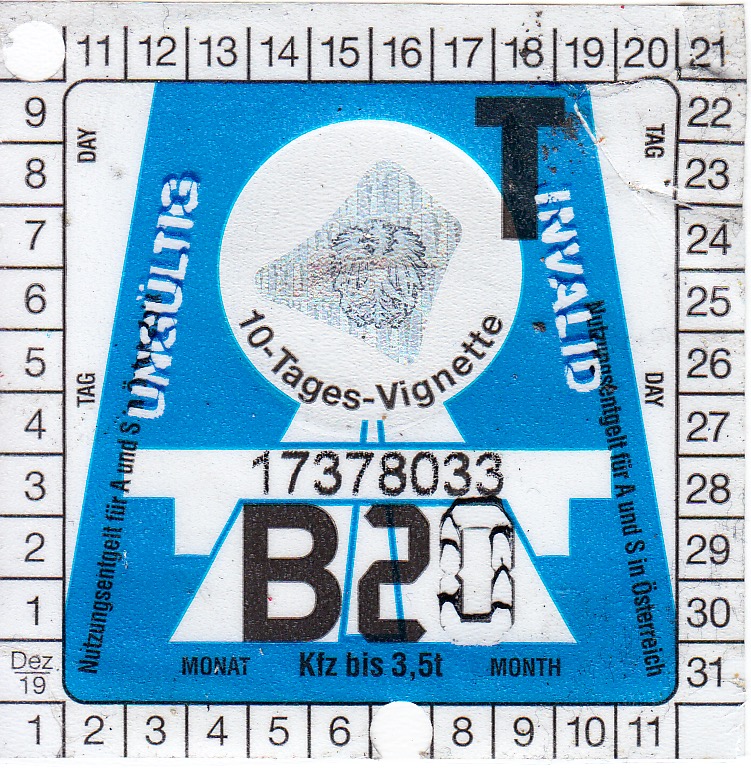 11 12 13 14 15 16 17 18 19 20 21
9 22
DAY TAG
8 23
7 24
6 25
5 26
4 27
3 28
2 29
1 30
Dez 31
19
T
UNGÜLTIG
INVALID
10-Tages-Vignette
TAG DAY
Nutzungsentgelt für A und S in
Nutzungsentgelt für A und S in Österreich
17378033
B20
MONAT Kfz bis 3,5t MONTH
1 2 3 4 5 6 8 9 10 11